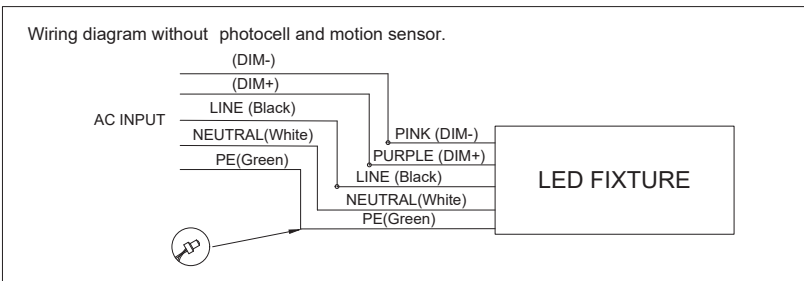 Wiring diagram without photocell and motion sensor.
(DIM-)
(DIM+)
LINE (Black)
AC INPUT
NEUTRAL(White)
PE(Green)
PINK (DIM-)
PURPLE (DIM+)
LINE (Black)
NEUTRAL(White)
PE(Green)
LED FIXTURE